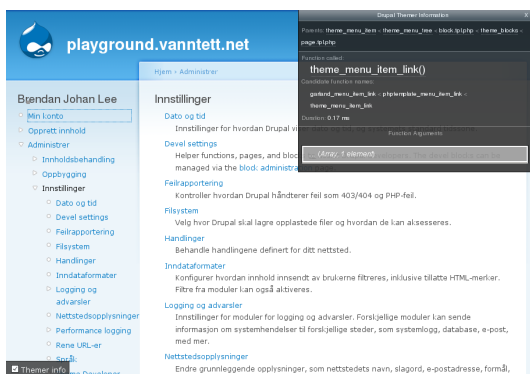 playground.vanntett.net
Hjem › Administrer
Brendan Johan Lee
Min konto
Opprett innhold
Administrer
Innholdsbehandling
Oppbygging
Innstillinger
Dato og tid
Devel settings
Feilrapportering
Filsystem
Handlinger
Inndataformater
Logging og
advarsler
Nettstedsopplysninger
Performance logging
Rene URL-er
Språk
Themer info
Innstillinger
Dato og tid
Innstillinger for hvordan Drupal
Devel settings
Helper functions, pages, and
managed via the blod: administra
Feilrapportering
Kontroller hvordan Drupal håndterer feil som 403/404 og PHP-feil.
Filsystem
Velg hvor Drupal skal lagre opplastede filer og hvordan de kan aksesseres.
Handlinger
Behandle handlingene definert for ditt nettsted.
Inndataformater
Konfigurer hvordan innhold innsendt av brukerne filtreres, inklusive tillatte HTML-merker.
Filtre fra moduler kan også aktiveres.
Logging og advarsler
Innstillinger for moduler for logging og advarsler. Forskjellige moduler kan sende
informasjon om systemhendelser til forskjellige steder, som systemlogg, database, e-post,
med mer.
Nettstedsopplysninger
Endre grunnleggende opplysninger, som nettstedets navn, slagord, e-postadresse, formål,
Drupal Themer Information
X
Parents: theme_menu_item < theme_menu_tree < block.tpl.php < theme_blocks <
page.tpl.php
Function called:
theme_menu_item_link()
Candidate function names:
garland_menu_item_link < phptemplate_menu_item_link <
theme_menu_item_link
Duration: 0.17 ms
Function Arguments
... (Array, 1 element)